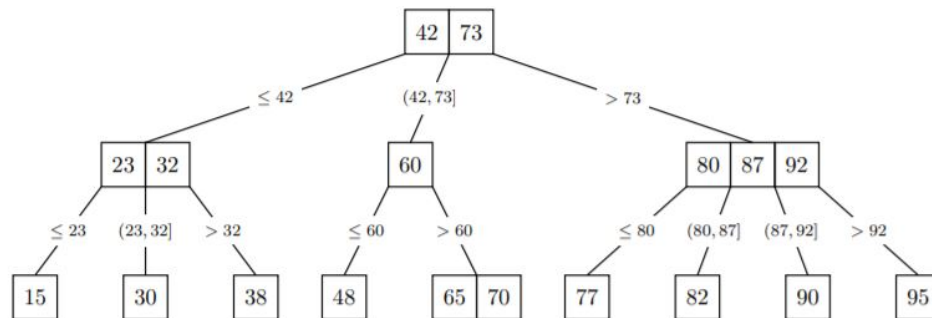 42 73
≤ 42 (42, 73] > 73
23 32 60 80 87 92
≤ 23 (23, 32] > 32 ≤ 60 > 60 ≤ 80 (80, 87] (87, 92] > 92
15 30 38 48 65 70 77 82 90 95